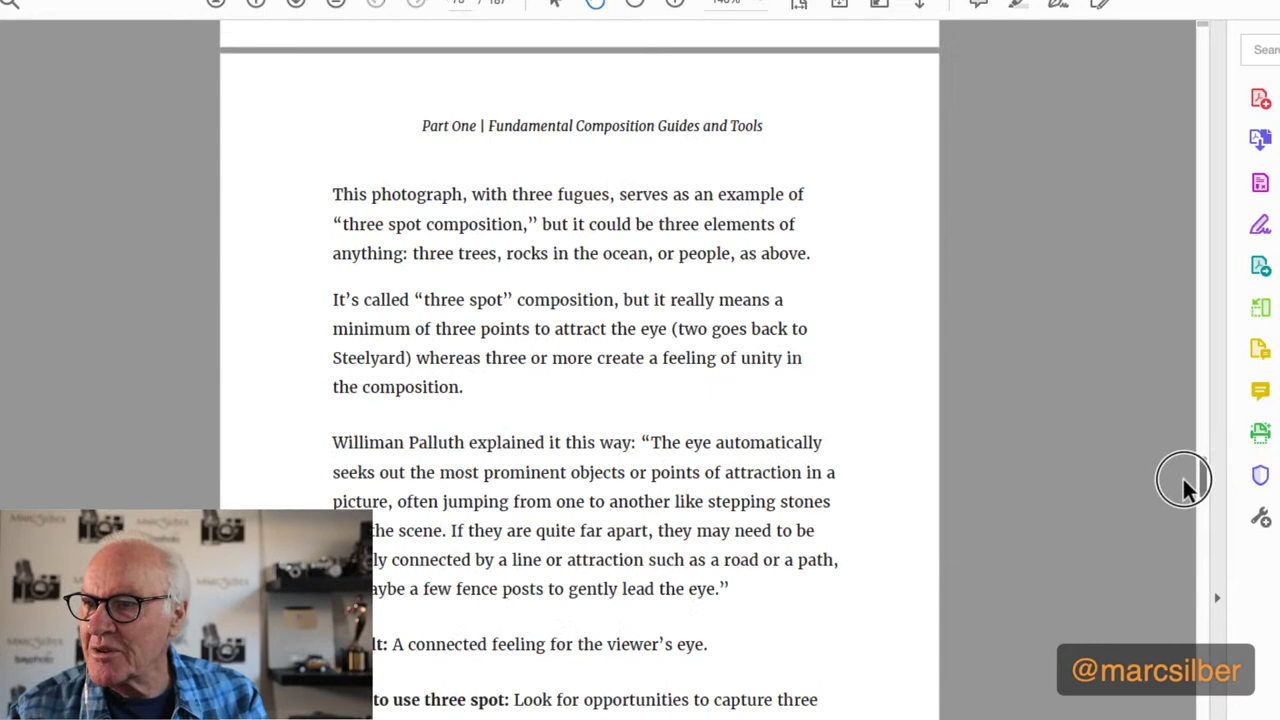 Part One | Fundamental Composition Guides and Tools
This photograph, with three fugues, serves as an example of
“three spot composition,” but it could be three elements of
anything: three trees, rocks in the ocean, or people, as above.
It’s called “three spot” composition, but it really means a
minimum of three points to attract the eye (two goes back to
Steelyard) whereas three or more create a feeling of unity in
the composition.
Williman Palluth explained it this way: “The eye automatically
seeks out the most prominent objects or points of attraction in a
picture, often jumping from one to another like stepping stones
the scene. If they are quite far apart, they may need to be
ly connected by a line or attraction such as a road or a path,
aybe a few fence posts to gently lead the eye.”
lt: A connected feeling for the viewer’s eye.
to use three spot: Look for opportunities to capture three
@marcsilber
Sear